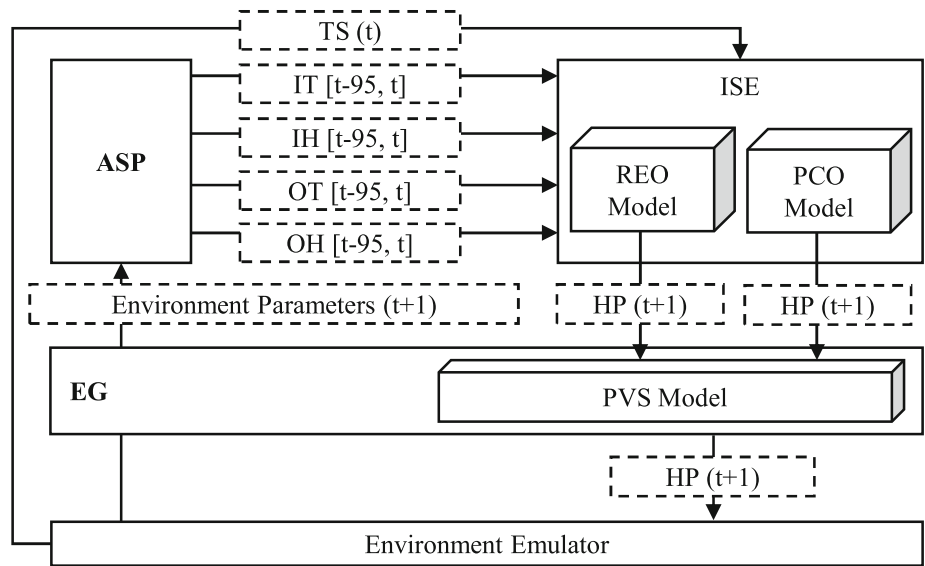 TS (t)
IT [t-95, t]
IH [t-95, t]
OT [t-95, t]
OH [t-95, t]
ASP
ISE
REO
Model
PCO
Model
Environment Parameters (t+1)
HP (t+1)
HP (t+1)
EG
PVS Model
HP (t+1)
Environment Emulator